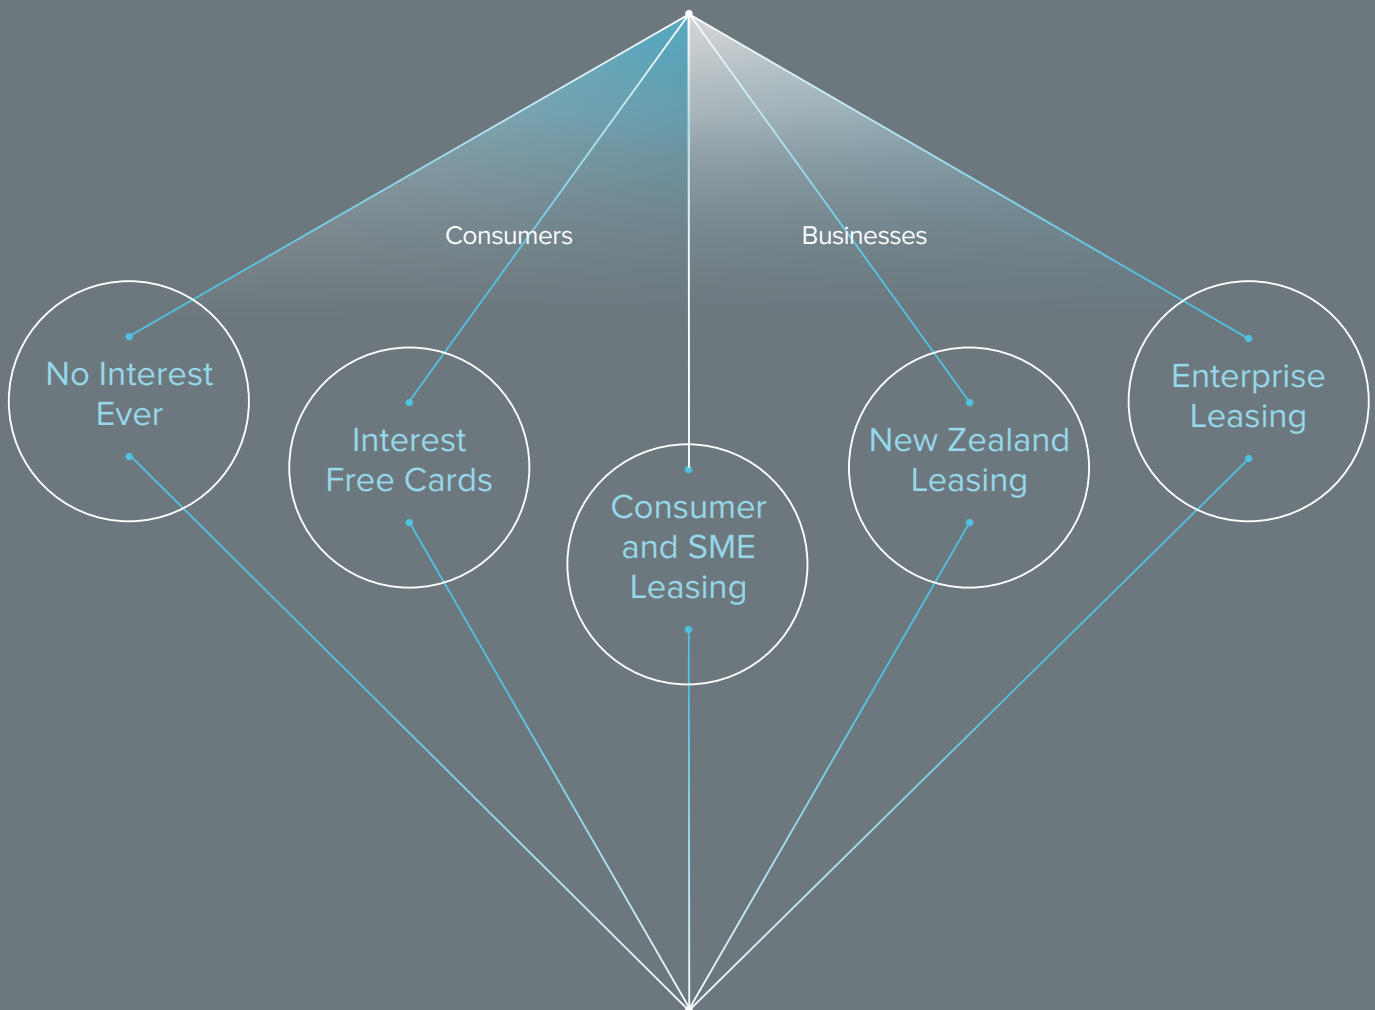 Consumers
Businesses
No Interest
Ever
Interest
Free Cards
Consumer
and SME
Leasing
New Zealand
Leasing
Enterprise
Leasing